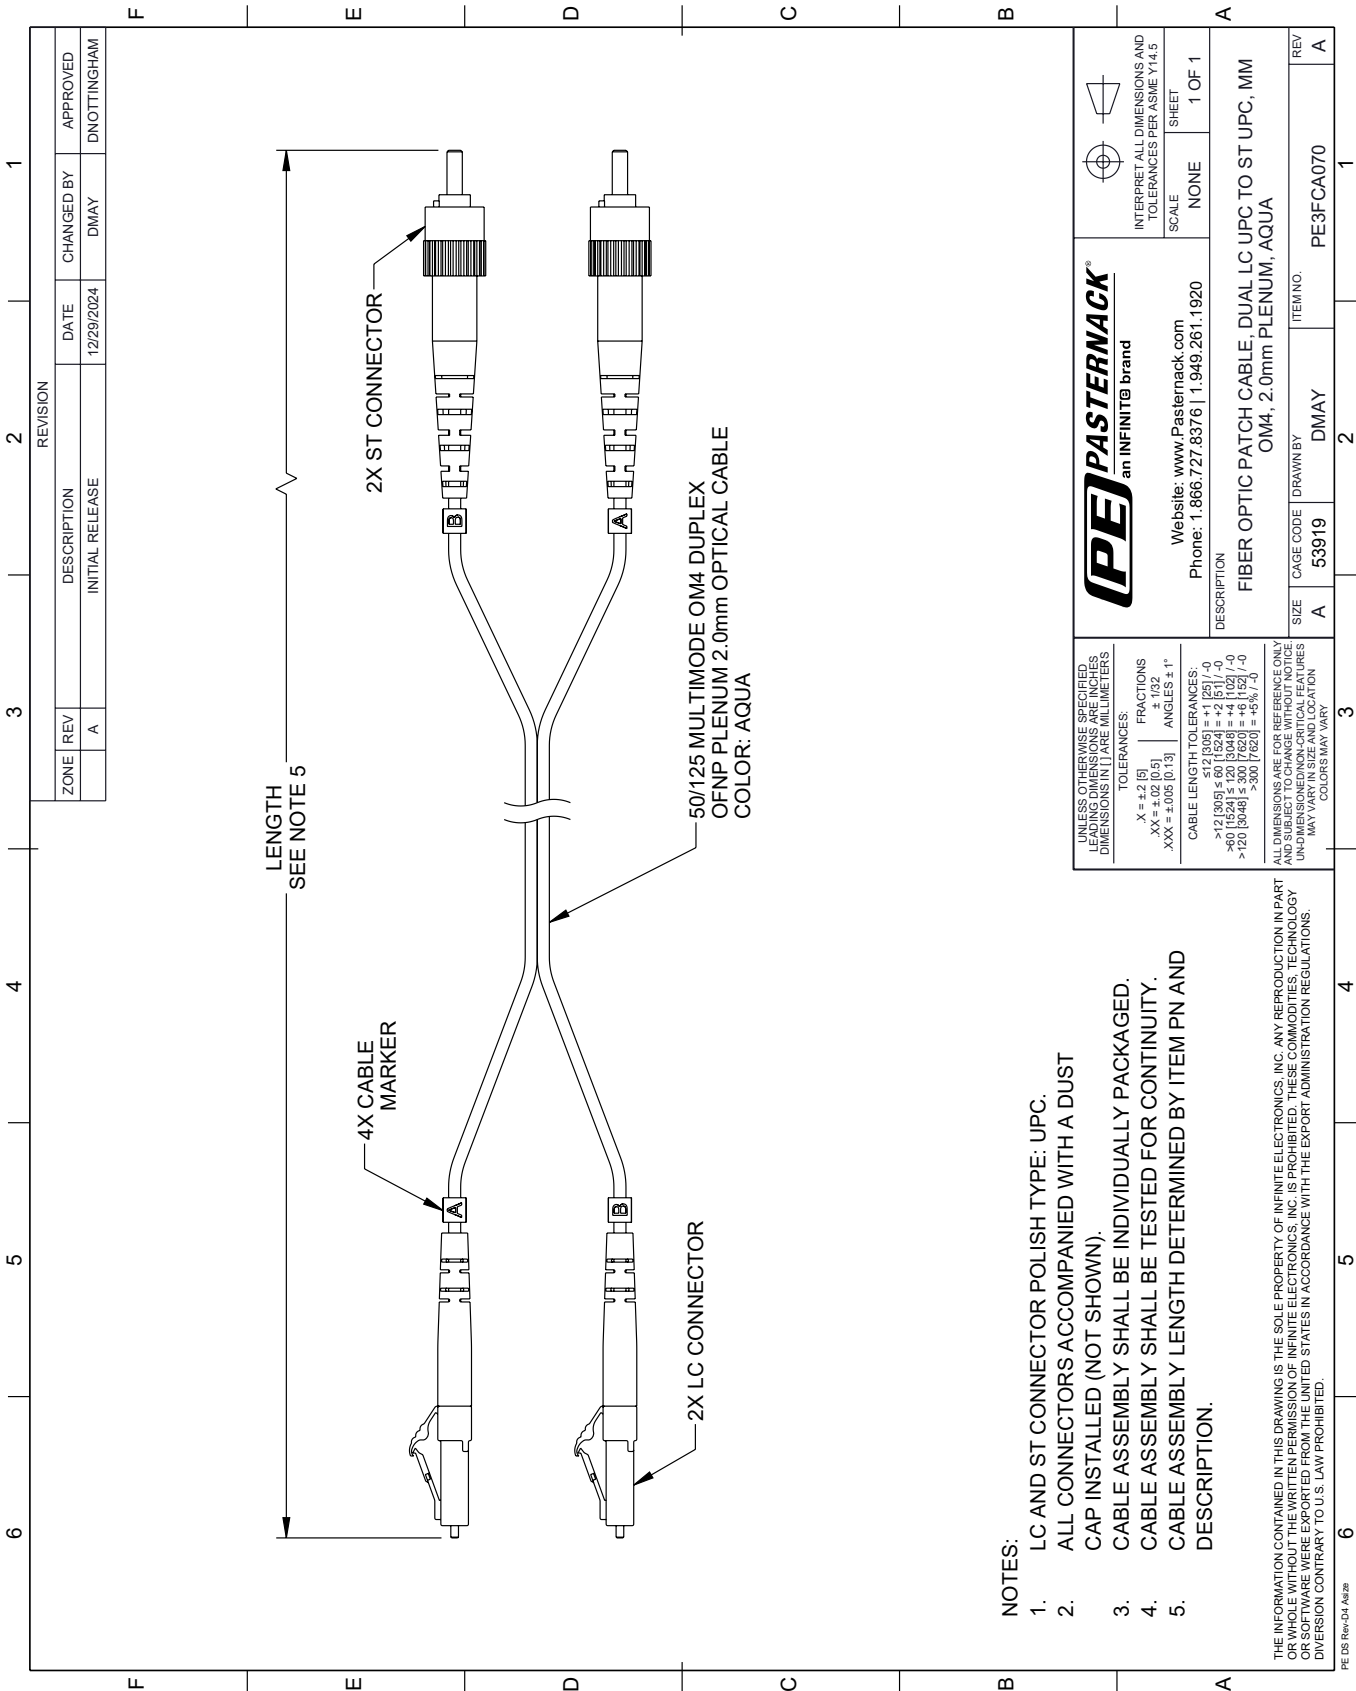 6
5
4
3
2
1
F
E
D
C
B
A
REVISION
ZONE
REV
DESCRIPTION
DATE
CHANGED BY
APPROVED
A
INITIAL RELEASE
12/29/2024
DMAY
DNOTTINGHAM
LENGTH
SEE NOTE 5
4X CABLE
MARKER
2X ST CONNECTOR
A
B
B
A
2X LC CONNECTOR
50/125 MULTIMODE OM4 DUPLEX
OFNP PLENUM 2.0mm OPTICAL CABLE
COLOR: AQUA
NOTES:
1. LC AND ST CONNECTOR POLISH TYPE: UPC.
2. ALL CONNECTORS ACCOMPANIED WITH A DUST
CAP INSTALLED (NOT SHOWN).
3. CABLE ASSEMBLY SHALL BE INDIVIDUALLY PACKAGED.
4. CABLE ASSEMBLY SHALL BE TESTED FOR CONTINUITY.
5. CABLE ASSEMBLY LENGTH DETERMINED BY ITEM PN AND
DESCRIPTION.
THE INFORMATION CONTAINED IN THIS DRAWING IS THE SOLE PROPERTY OF INFINITE ELECTRONICS, INC. ANY REPRODUCTION IN PART
OR WHOLE WITHOUT THE WRITTEN PERMISSION OF INFINITE ELECTRONICS, INC. IS PROHIBITED. THESE COMMODITIES, TECHNOLOGY
OR SOFTWARE WERE EXPORTED FROM THE UNITED STATES IN ACCORDANCE WITH THE EXPORT ADMINISTRATION REGULATIONS.
DIVERSION CONTRARY TO U.S. LAW PROHIBITED.
UNLESS OTHERWISE SPECIFIED
LEADING DIMENSIONS ARE INCHES
DIMENSIONS IN [ ] ARE MILLIMETERS
TOLERANCES:
.X = ±.2 [5]
.XX = ±.02 [0.5]
.XXX = ±.005 [0.13]
FRACTIONS
± 1/32
ANGLES ± 1°
CABLE LENGTH TOLERANCES:
≤12 [305] = +1 [25] / -0
>12 [305] ≤ 60 [1524] = +2 [51] / -0
>60 [1524] ≤ 120 [3048] = +4 [102] / -0
>120 [3048] ≤ 300 [7620] = +6 [152] / -0
>300 [7620] = +5% / -0
ALL DIMENSIONS ARE FOR REFERENCE ONLY
AND SUBJECT TO CHANGE WITHOUT NOTICE.
UN-DIMENSIONED/NON-CRITICAL FEATURES
MAY VARY IN SIZE AND LOCATION
COLORS MAY VARY
PE PASTERNACK®
an INFINIT@ brand
Website: www.Pasternack.com
Phone: 1.866.727.8376 | 1.949.261.1920
INTERPRET ALL DIMENSIONS AND
TOLERANCES PER ASME Y14.5
SCALE
NONE
SHEET
1 OF 1
DESCRIPTION
FIBER OPTIC PATCH CABLE, DUAL LC UPC TO ST UPC, MM
OM4, 2.0mm PLENUM, AQUA
SIZE
A
CAGE CODE
53919
DRAWN BY
DMAY
ITEM NO.
PE3FCA070
REV
A
F
E
D
C
B
A
PE DS Rev-D4 Asize
6
5
4
3
2
1